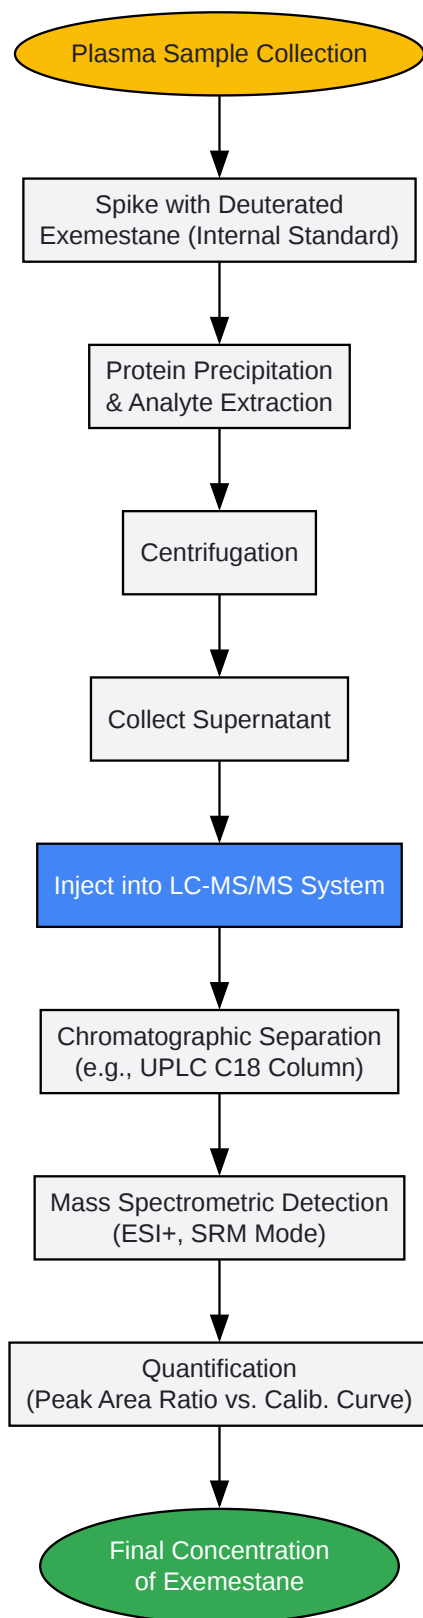 Plasma Sample Collection
Spike with Deuterated
Exemestane (Internal Standard)
Protein Precipitation
& Analyte Extraction
Centrifugation
Collect Supernatant
Inject into LC-MS/MS System
Chromatographic Separation
(e.g., UPLC C18 Column)
Mass Spectrometric Detection
(ESI+, SRM Mode)
Quantification
(Peak Area Ratio vs. Calib. Curve)
Final Concentration
of Exemestane